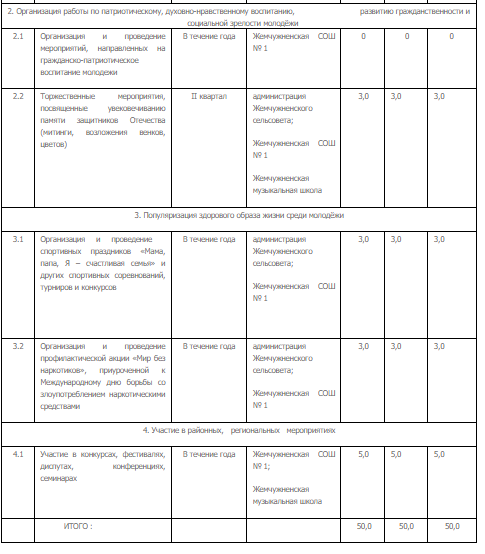 2. Организация работы по патриотическому, духовно-нравственному воспитанию, развитию гражданственности и
социальной зрелости молодёжи
2.1 Организация и проведение В течение года Жемчужненская СОШ 0 0 0
мероприятий, направленных на № 1
гражданско-патриотическое
воспитание молодежи
2.2 Торжественные мероприятия, II квартал администрация 3,0 3,0 3,0
посвященные увековечиванию Жемчужненского
памяти защитников Отечества сельсовета;
(митинги, возложения венков,
цветов) Жемчужненская СОШ
№ 1
Жемчужненская
музыкальная школа
3. Популяризация здорового образа жизни среди молодёжи
3.1 Организация и проведение В течение года администрация 3,0 3,0 3,0
спортивных праздников «Мама, Жемчужненского
папа, Я – счастливая семья» и сельсовета;
других спортивных соревнований,
турниров и конкурсов Жемчужненская СОШ
№ 1
3.2 Организация и проведение В течение года администрация 3,0 3,0 3,0
профилактической акции «Мир без Жемчужненского
наркотиков», приуроченной к сельсовета;
Международному дню борьбы со
злоупотреблением наркотическими Жемчужненская СОШ
средствами № 1
4. Участие в районных, региональных мероприятиях
4.1 Участие в конкурсах, фестивалях, В течение года Жемчужненская СОШ 5,0 5,0 5,0
диспутах, конференциях, № 1;
семинарах
Жемчужненская
музыкальная школа
ИТОГО : 50,0 50,0 50,0